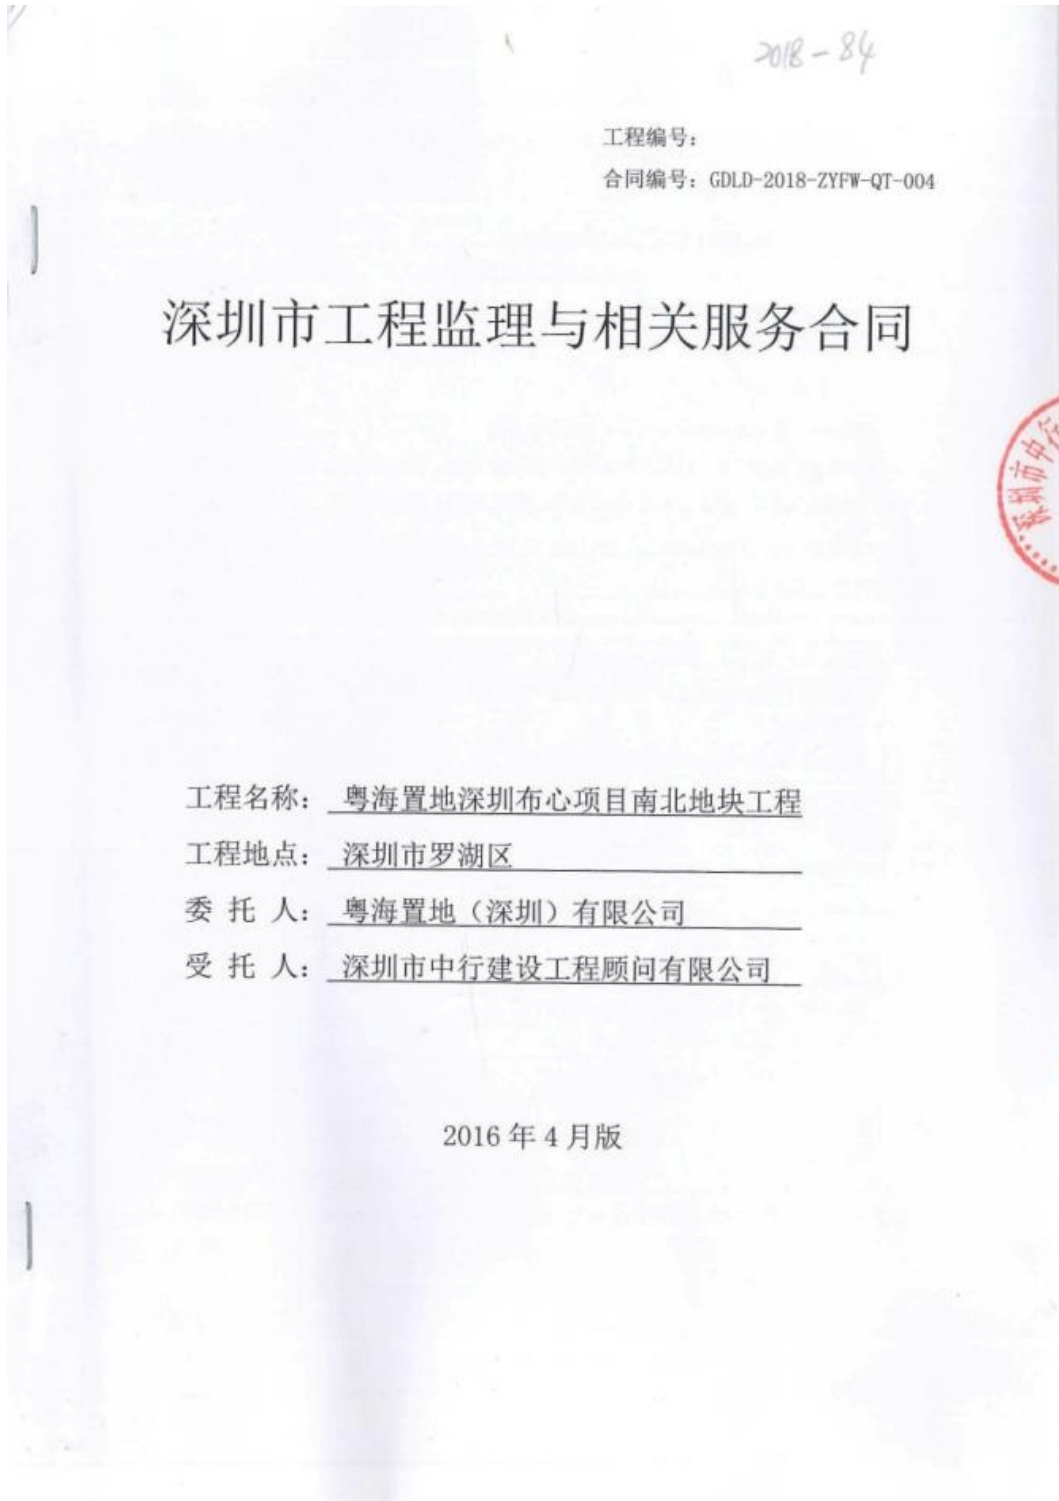 2018-84
工程编号：
合同编号：GDLD-2018-ZYFW-QT-004
深圳市工程监理与相关服务合同
深圳市中行
工程名称：粤海置地深圳布心项目南北地块工程
工程地点：深圳市罗湖区
委托人：粤海置地（深圳）有限公司
受托人：深圳市中行建设工程顾问有限公司
2016年4月版